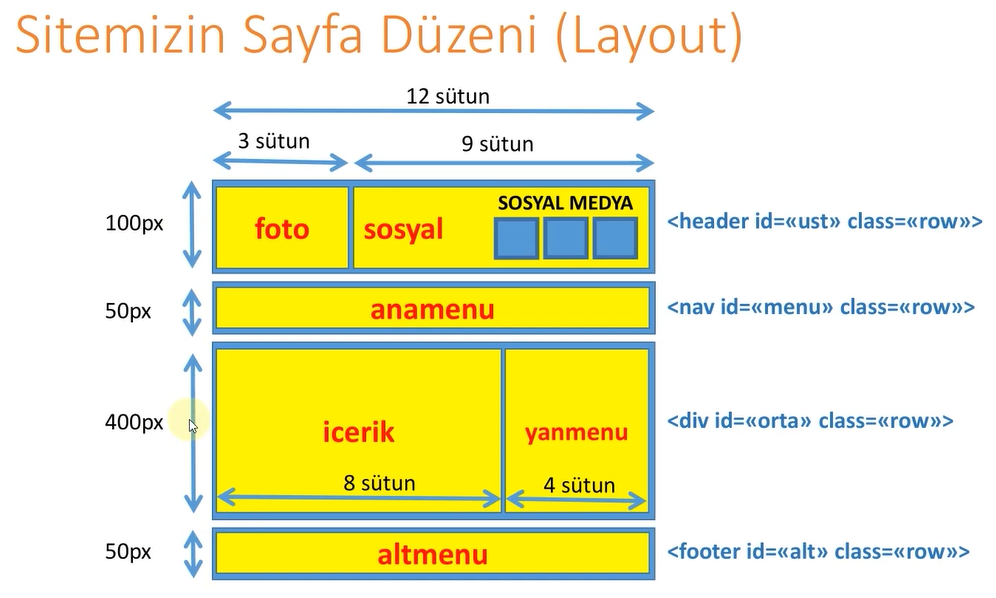 Sitemizin Sayfa Düzeni (Layout)
12 sütun
3 sütun
9 sütun
100px
foto
sosyal
SOSYAL MEDYA
<header id=«ust» class=«row»>
50px
anamenu
<nav id=«menu» class=«row»>
400px
icerik
yanmenu
<div id=«orta» class=«row»>
8 sütun
4 sütun
50px
altmenu
<footer id=«alt» class=«row»>